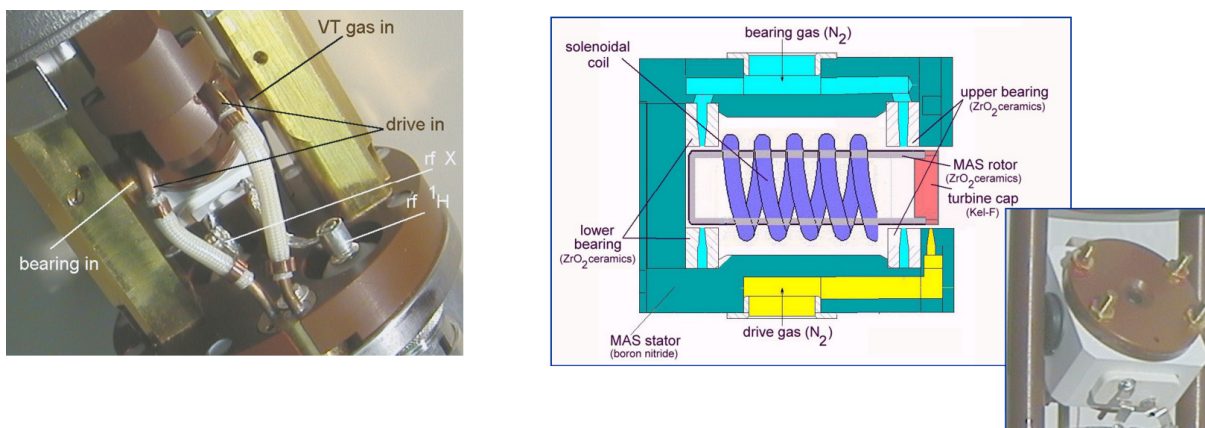 VT gas in
drive in
rf X
rf ¹H
bearing in
bearing gas (N₂)
solenoidal
coil
upper bearing
(ZrO₂ceramics)
MAS rotor
(ZrO₂ceramics)
turbine cap
(Kel-F)
lower
bearing
(ZrO₂ceramics)
MAS stator
(boron nitride)
drive gas (N₂)